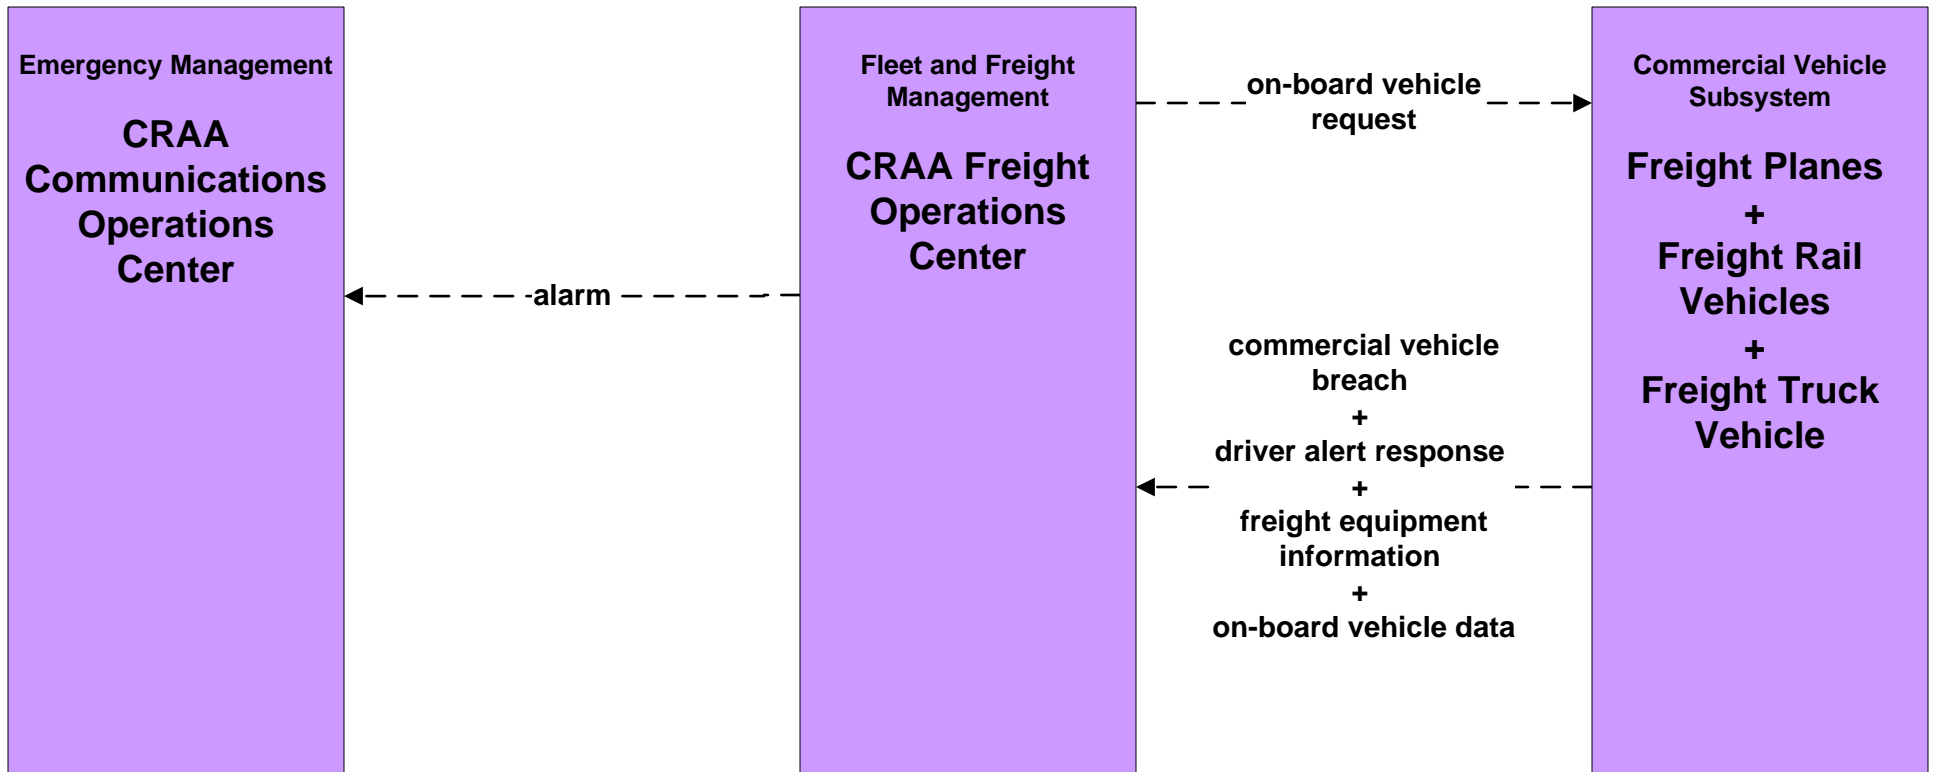 Emergency Management
CRAA
Communications
Operations
Center
alarm
Fleet and Freight
Management
CRAA Freight
Operations
Center
on-board vehicle
request
commercial vehicle
breach
+
driver alert response
+
freight equipment
information
+
on-board vehicle data
Commercial Vehicle
Subsystem
Freight Planes
+
Freight Rail
Vehicles
+
Freight Truck
Vehicle